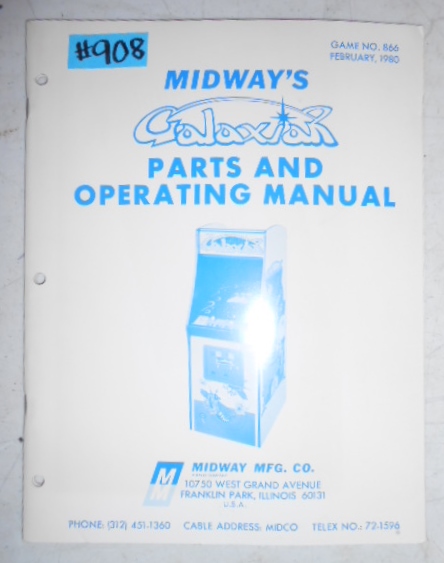 #908
GAME NO. 866
FEBRUARY, 1980
MIDWAY'S
Galaxian
PARTS AND
OPERATING MANUAL
MIDWAY MFG. CO.
10750 WEST GRAND AVENUE
FRANKLIN PARK, ILLINOIS 60131
U.S.A.
PHONE: (312) 451-1360 CABLE ADDRESS: MIDCO TELEX NO.: 72-1596